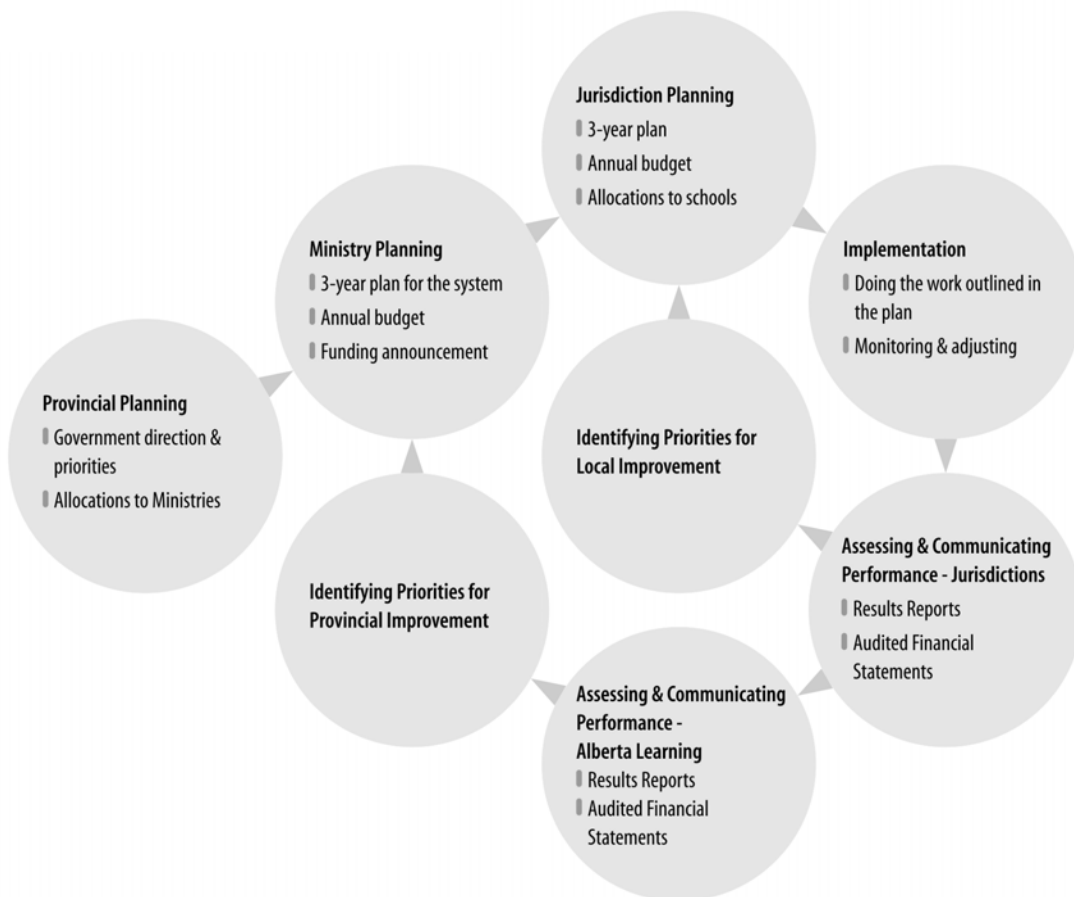 Jurisdiction Planning
3-year plan
Annual budget
Allocations to schools
Ministry Planning
3-year plan for the system
Annual budget
Funding announcement
Implementation
Doing the work outlined in
the plan
Monitoring & adjusting
Provincial Planning
Government direction &
priorities
Allocations to Ministries
Identifying Priorities for
Local Improvement
Assessing & Communicating
Performance - Jurisdictions
Results Reports
Audited Financial
Statements
Identifying Priorities for
Provincial Improvement
Assessing & Communicating
Performance -
Alberta Learning
Results Reports
Audited Financial
Statements